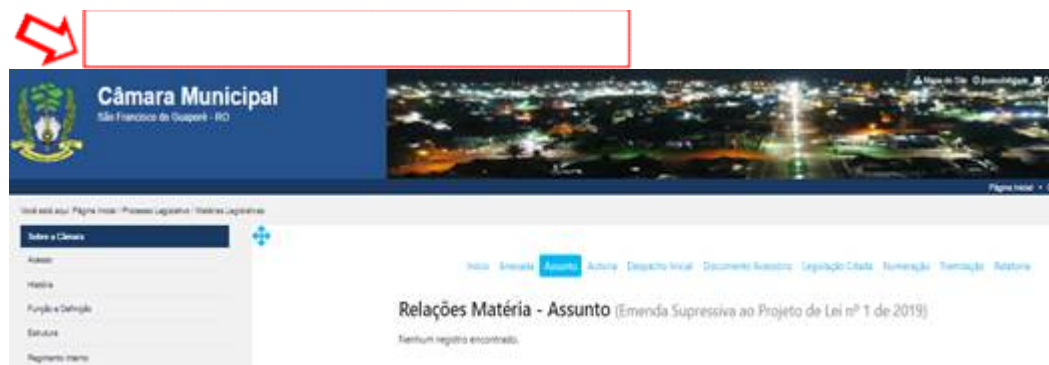 Câmara Municipal
São Francisco do Guaporé - RO
Mapa do Site Acessibilidade
Página Inicial
Você está aqui: Página Inicial / Processo Legislativo / Matérias Legislativas
Sobre a Câmara
Acesso
História
Função e Definição
Estrutura
Regimento Interno
Início Anexada Assunto Autoria Despacho Inicial Documento Acessório Legislação Citada Numeração Tramitação Relatoria
Relações Matéria - Assunto (Emenda Supressiva ao Projeto de Lei nº 1 de 2019)
Nenhum registro encontrado.